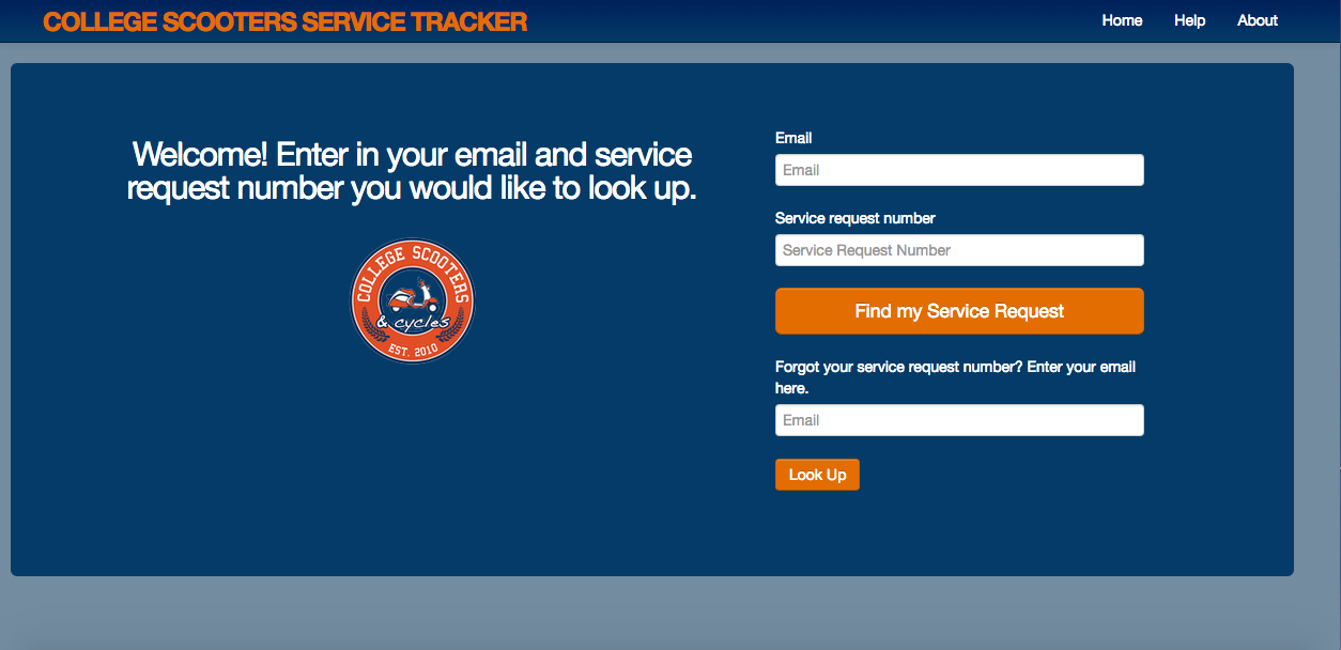 COLLEGE SCOOTERS SERVICE TRACKER
Home Help About
Welcome! Enter in your email and service
request number you would like to look up.
COLLEGE SCOOTERS
& cycles
EST. 2010
Email
Email
Service request number
Service Request Number
Find my Service Request
Forgot your service request number? Enter your email
here.
Email
Look Up